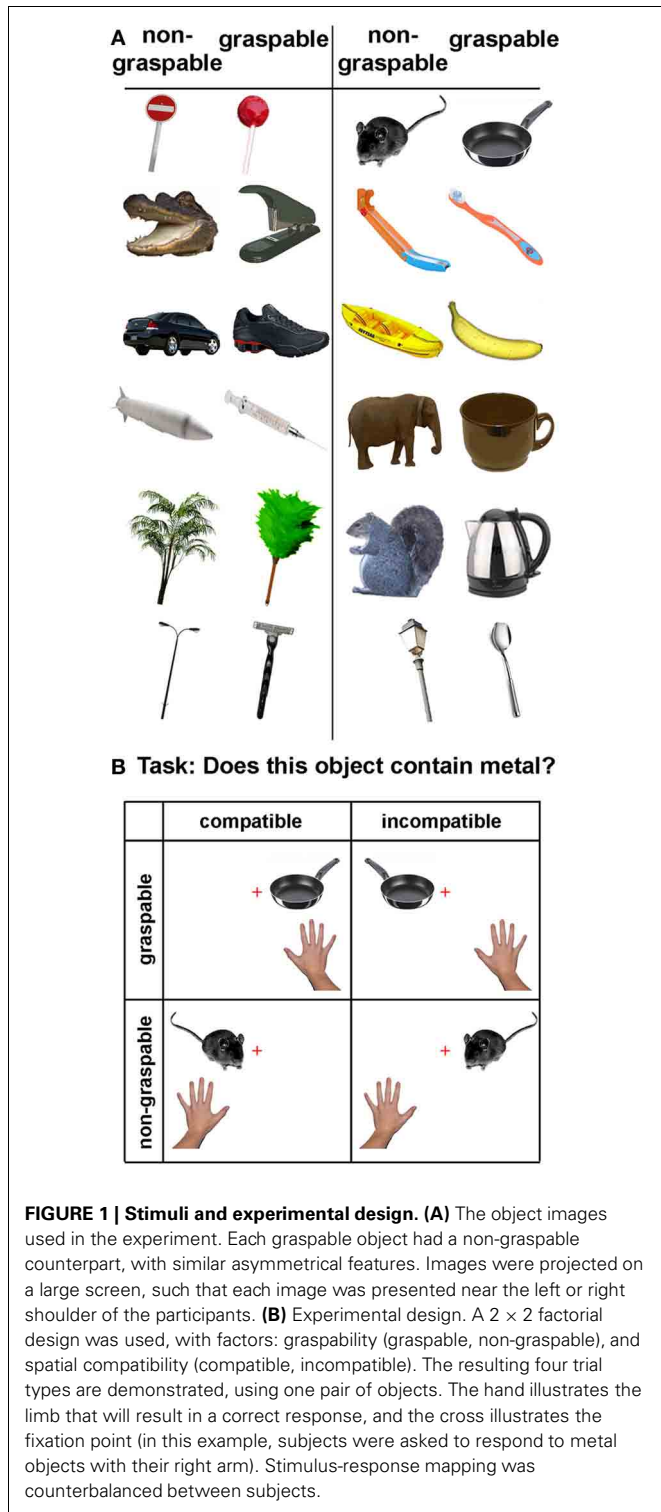 A non-graspable graspable non-graspable graspable
B Task: Does this object contain metal?
compatible incompatible
graspable
non-graspable
FIGURE 1 | Stimuli and experimental design. (A) The object images
used in the experiment. Each graspable object had a non-graspable
counterpart, with similar asymmetrical features. Images were projected on
a large screen, such that each image was presented near the left or right
shoulder of the participants. (B) Experimental design. A 2 × 2 factorial
design was used, with factors: graspability (graspable, non-graspable), and
spatial compatibility (compatible, incompatible). The resulting four trial
types are demonstrated, using one pair of objects. The hand illustrates the
limb that will result in a correct response, and the cross illustrates the
fixation point (in this example, subjects were asked to respond to metal
objects with their right arm). Stimulus-response mapping was
counterbalanced between subjects.